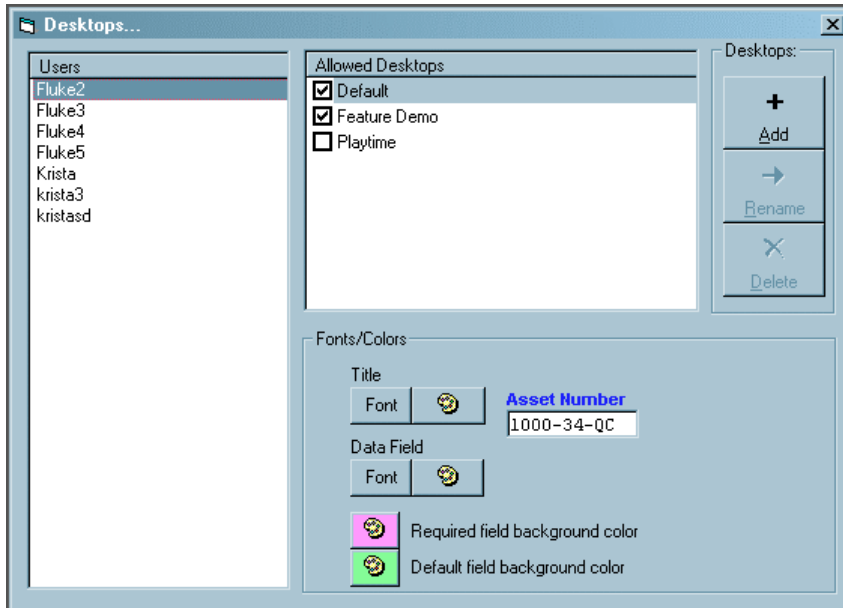 Desktops...
Users
Fluke2
Fluke3
Fluke4
Fluke5
Krista
krista3
kristasd
Allowed Desktops
Default
Feature Demo
Playtime
Desktops:
Add
Rename
Delete
Fonts/Colors
Title
Font
Asset Number
1000-34-QC
Data Field
Font
Required field background color
Default field background color